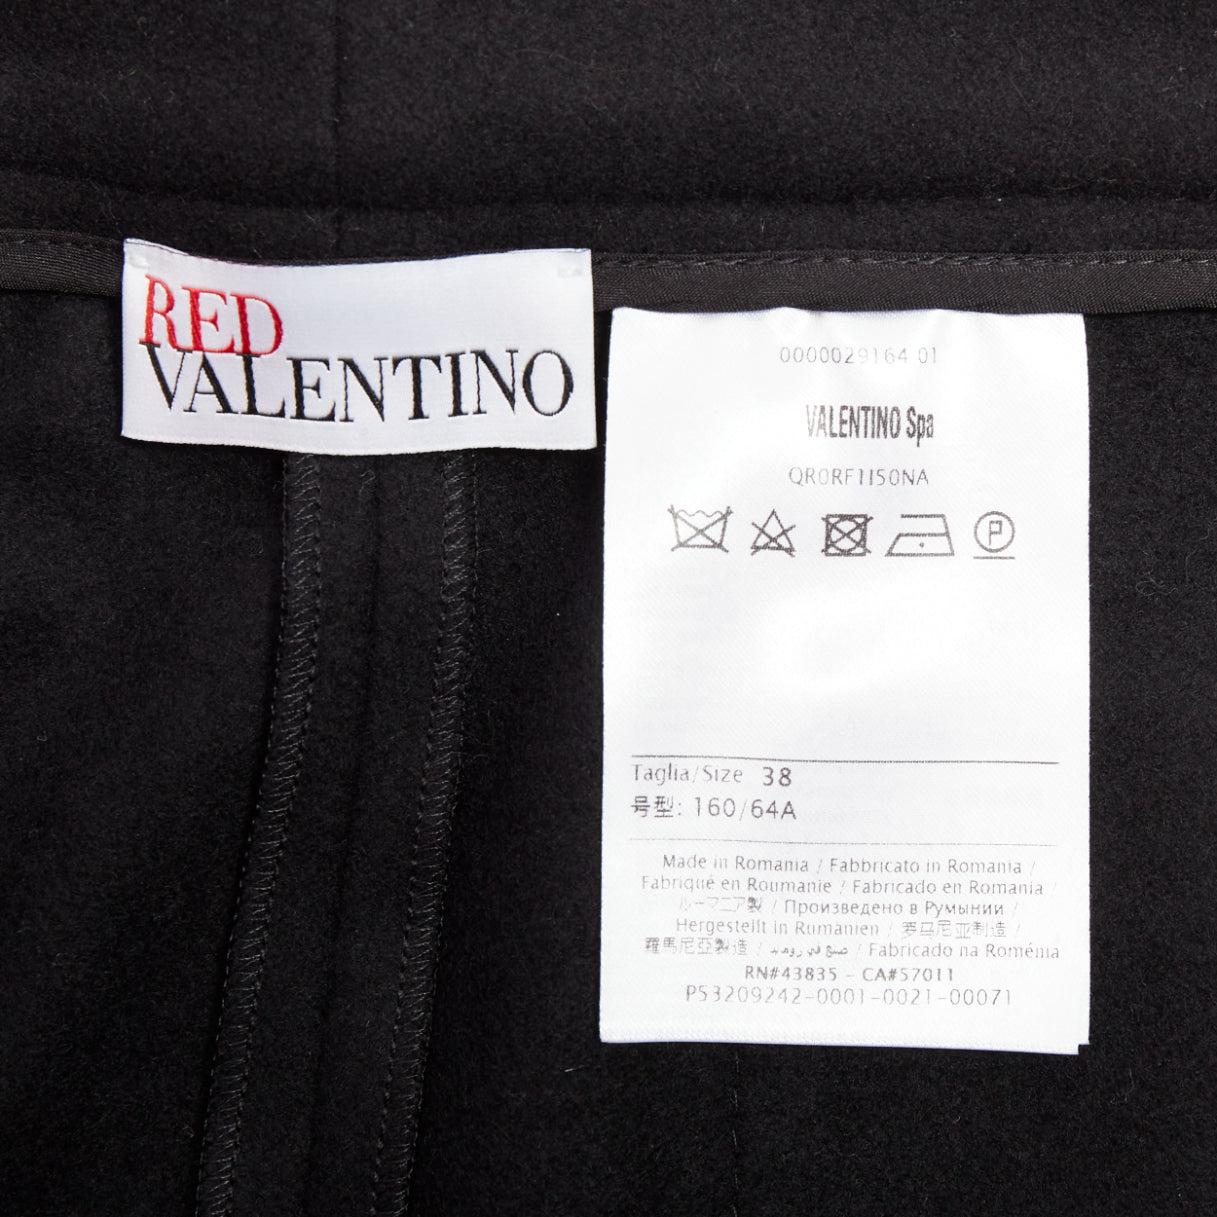 RED
VALENTINO
0000029164 01
VALENTINO Spa
QR0RF1I50NA
P
Taglia/Size 38
号型: 160/64A
Made in Romania / Fabbricato in Romania /
Fabriqué en Roumanie / Fabricado en Romania /
ルーマニア製 / Произведено в Румынии /
Hergestellt in Rumanien / 罗马尼亚制造 /
羅馬尼亞製造 / صنع في رومـ / Fabricado na Roménia
RN#43835 - CA#57011
P53209242-0001-0021-00071